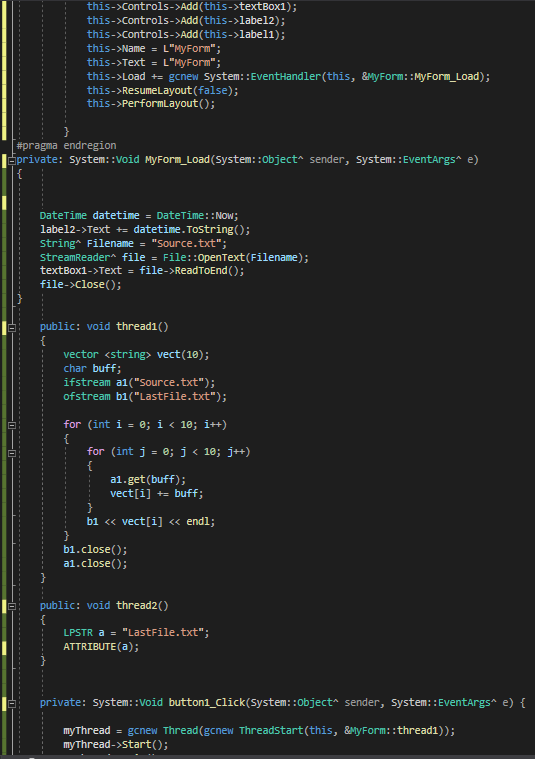 this->Controls->Add(this->textBox1);
this->Controls->Add(this->label2);
this->Controls->Add(this->label1);
this->Name = L"MyForm";
this->Text = L"MyForm";
this->Load += gcnew System::EventHandler(this, &MyForm::MyForm_Load);
this->ResumeLayout(false);
this->PerformLayout();
}
#pragma endregion
private: System::Void MyForm_Load(System::Object^ sender, System::EventArgs^ e)
{
DateTime datetime = DateTime::Now;
label2->Text += datetime.ToString();
String^ Filename = "Source.txt";
StreamReader^ file = File::OpenText(Filename);
textBox1->Text = file->ReadToEnd();
file->Close();
}
public: void thread1()
{
vector <string> vect(10);
char buff;
ifstream a1("Source.txt");
ofstream b1("LastFile.txt");
for (int i = 0; i < 10; i++)
{
for (int j = 0; j < 10; j++)
{
a1.get(buff);
vect[i] += buff;
}
b1 << vect[i] << endl;
}
b1.close();
a1.close();
}
public: void thread2()
{
LPSTR a = "LastFile.txt";
ATTRIBUTE(a);
}
private: System::Void button1_Click(System::Object^ sender, System::EventArgs^ e) {
myThread = gcnew Thread(gcnew ThreadStart(this, &MyForm::thread1));
myThread->Start();